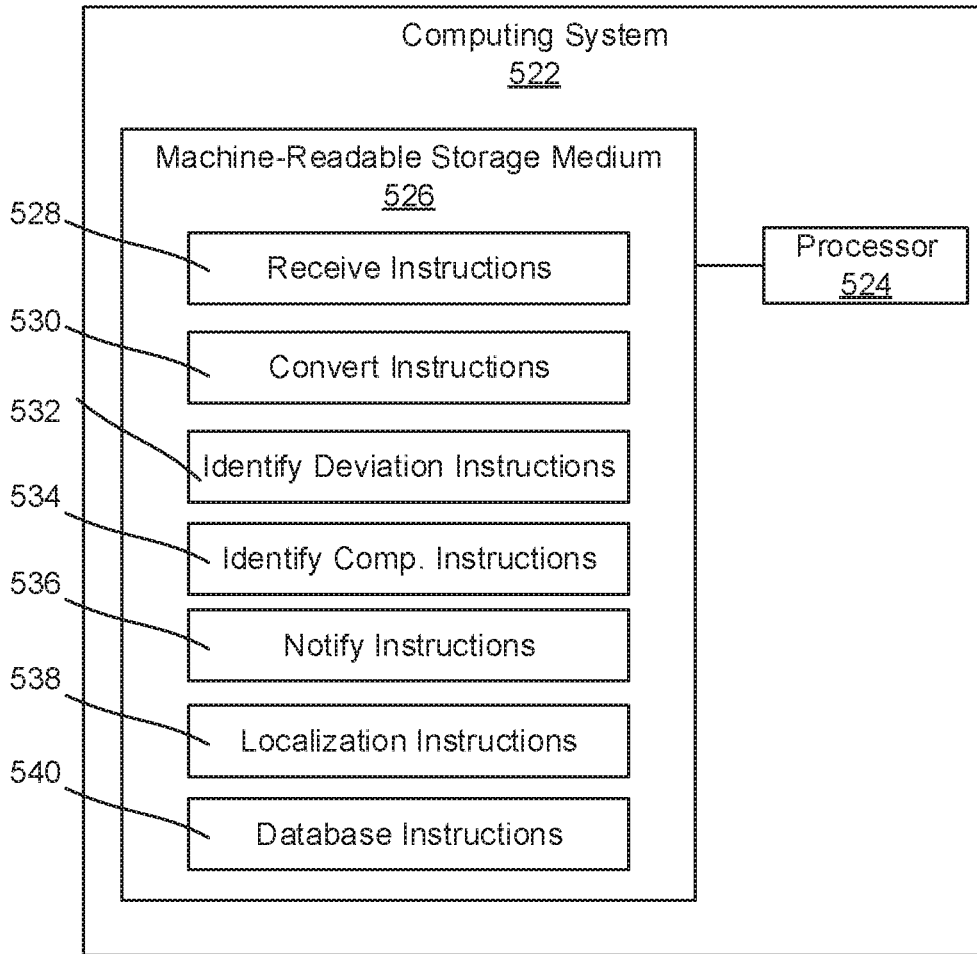 Computing System
522
Machine-Readable Storage Medium
526
528
Receive Instructions
Processor
524
530
Convert Instructions
532
Identify Deviation Instructions
534
Identify Comp. Instructions
536
Notify Instructions
538
Localization Instructions
540
Database Instructions